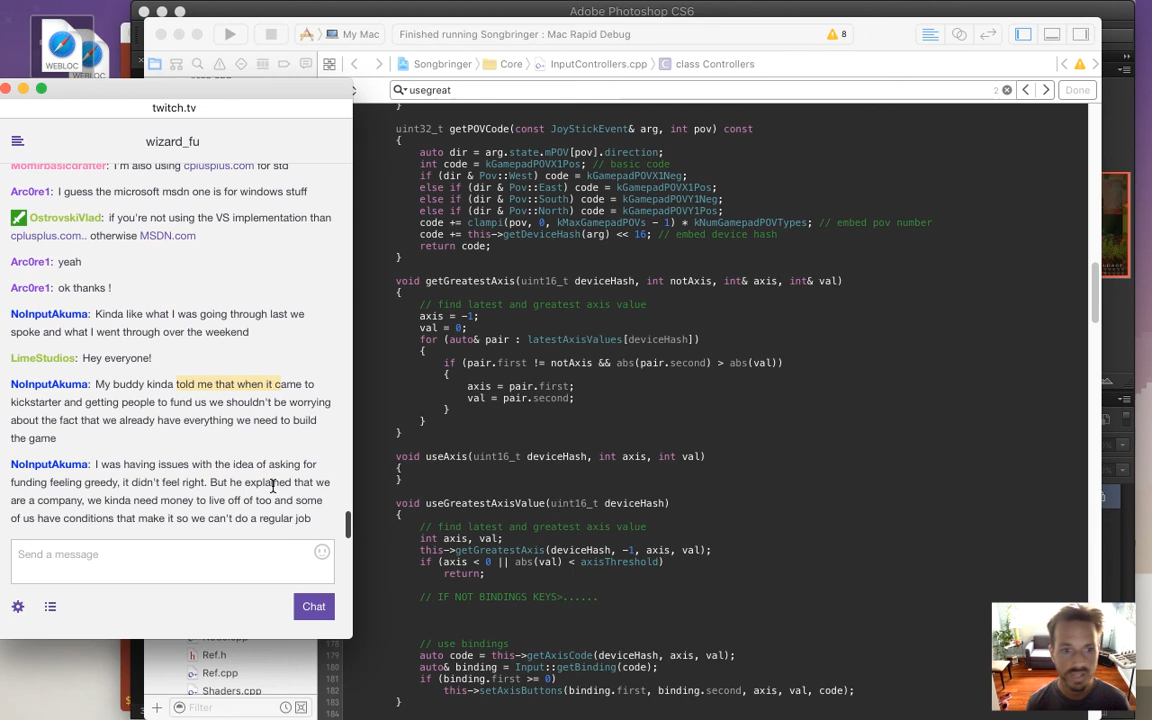 Adobe Photoshop CS6
My Mac
Finished running Songbringer : Mac Rapid Debug
8
WEBLOC
WEBLOC
Songbringer
Core
InputControllers.cpp
class Controllers
usegreat
2
Done
twitch.tv
wizard_fu
Momirbasicdrafter: I'm also using cplusplus.com for std
Arc0re1: I guess the microsoft msdn one is for windows stuff
OstrovskiVlad: if you're not using the VS implementation than
cplusplus.com.. otherwise MSDN.com
Arc0re1: yeah
Arc0re1: ok thanks !
NoInputAkuma: Kinda like what I was going through last we
spoke and what I went through over the weekend
LimeStudios: Hey everyone!
NoInputAkuma: My buddy kinda told me that when it came to
kickstarter and getting people to fund us we shouldn't be worrying
about the fact that we already have everything we need to build
the game
NoInputAkuma: I was having issues with the idea of asking for
funding feeling greedy, it didn't feel right. But he explained that we
are a company, we kinda need money to live off of too and some
of us have conditions that make it so we can't do a regular job
Send a message
Chat
}
uint32_t getPOVCode(const JoyStickEvent& arg, int pov) const
{
auto dir = arg.state.mPOV[pov].direction;
int code = kGamepadPOVX1Pos; // basic code
if (dir & Pov::West) code = kGamepadPOVX1Neg;
else if (dir & Pov::East) code = kGamepadPOVX1Pos;
else if (dir & Pov::South) code = kGamepadPOVY1Neg;
else if (dir & Pov::North) code = kGamepadPOVY1Pos;
code += clampi(pov, 0, kMaxGamepadPOVs - 1) * kNumGamepadPOVTypes; // embed pov number
code += this->getDeviceHash(arg) << 16; // embed device hash
return code;
}
void getGreatestAxis(uint16_t deviceHash, int notAxis, int& axis, int& val)
{
// find latest and greatest axis value
axis = -1;
val = 0;
for (auto& pair : latestAxisValues[deviceHash])
{
if (pair.first != notAxis && abs(pair.second) > abs(val))
{
axis = pair.first;
val = pair.second;
}
}
}
void useAxis(uint16_t deviceHash, int axis, int val)
{
}
void useGreatestAxisValue(uint16_t deviceHash)
{
// find latest and greatest axis value
int axis, val;
this->getGreatestAxis(deviceHash, -1, axis, val);
if (axis < 0 || abs(val) < axisThreshold)
return;
// IF NOT BINDINGS KEYS>......
// use bindings
auto code = this->getAxisCode(deviceHash, axis, val);
auto& binding = Input::getBinding(code);
if (binding.first >= 0)
this->setAxisButtons(binding.first, binding.second, axis, val, code);
}
178
179
180
181
182
183
184
Ref.h
Ref.cpp
Shaders.cpp
Filter